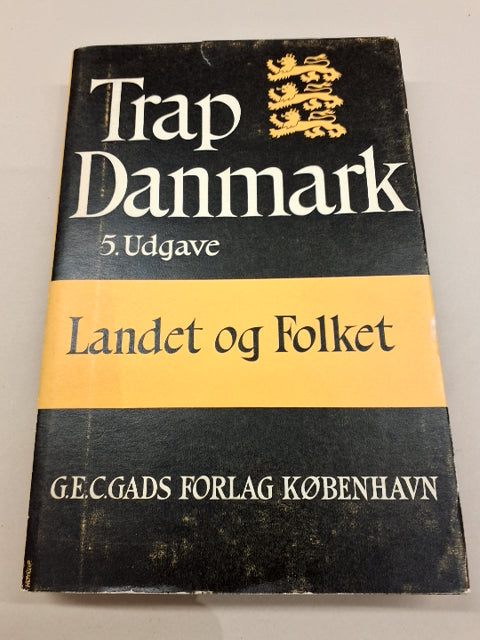 Trap
Danmark
5. Udgave
Landet og Folket
G.E.C.GADS FORLAG KØBENHAVN